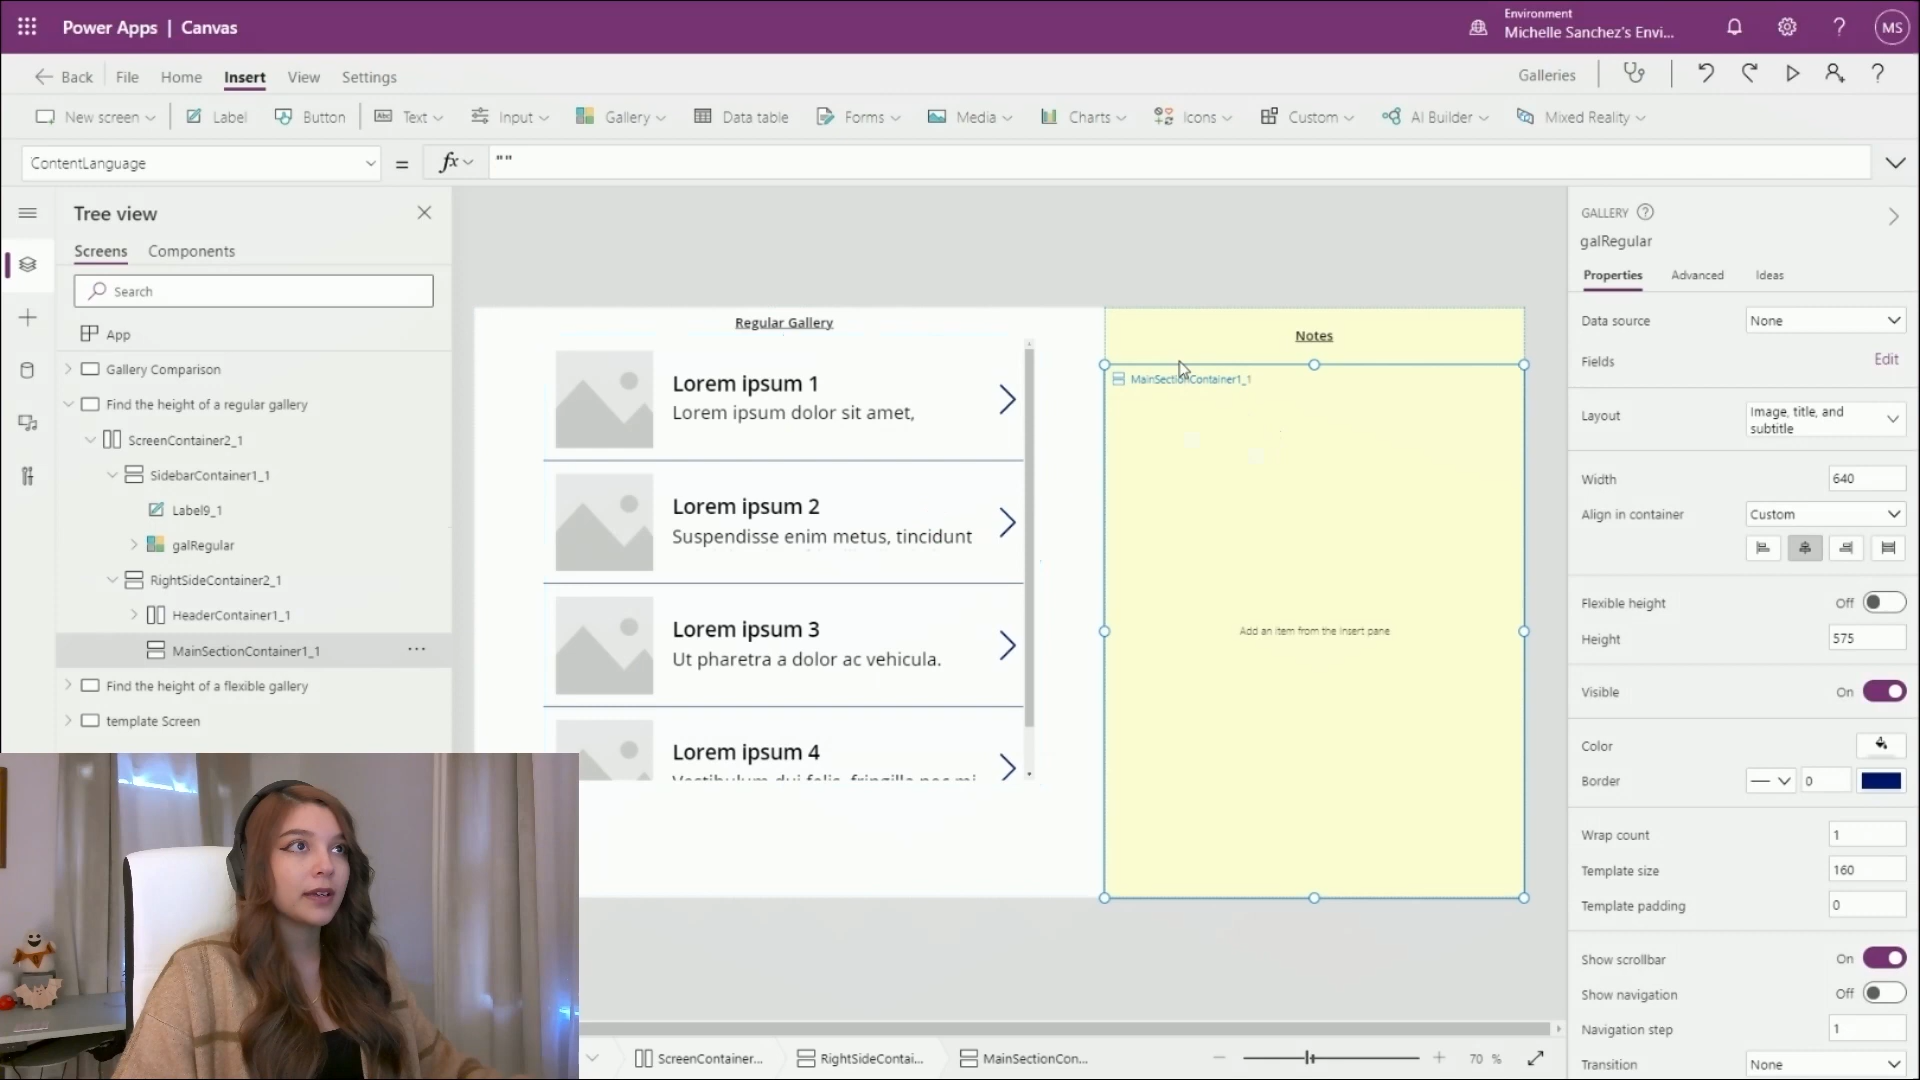 Power Apps | Canvas
Environment
Michelle Sanchez's Envi...
MS
Back File Home Insert View Settings
Galleries
New screen Label Button Text Input Gallery Data table Forms Media Charts Icons Custom AI Builder Mixed Reality
ContentLanguage = fx ""
Tree view
Screens Components
Search
App
Gallery Comparison
Find the height of a regular gallery
ScreenContainer2_1
SidebarContainer1_1
Label9_1
galRegular
RightSideContainer2_1
HeaderContainer1_1
MainSectionContainer1_1
Find the height of a flexible gallery
template Screen
Regular Gallery
Lorem ipsum 1
Lorem ipsum dolor sit amet,
Lorem ipsum 2
Suspendisse enim metus, tincidunt
Lorem ipsum 3
Ut pharetra a dolor ac vehicula.
Lorem ipsum 4
Vestibulum dui felis, fringilla nec mi
Notes
MainSectionContainer1_1
Add an item from the insert pane
GALLERY
galRegular
Properties Advanced Ideas
Data source None
Fields Edit
Layout Image, title, and subtitle
Width 640
Align in container Custom
Flexible height Off
Height 575
Visible On
Color
Border 0
Wrap count 1
Template size 160
Template padding 0
Show scrollbar On
Show navigation Off
Navigation step 1
Transition None
ScreenContainer... RightSideContai... MainSectionCon...
70 %